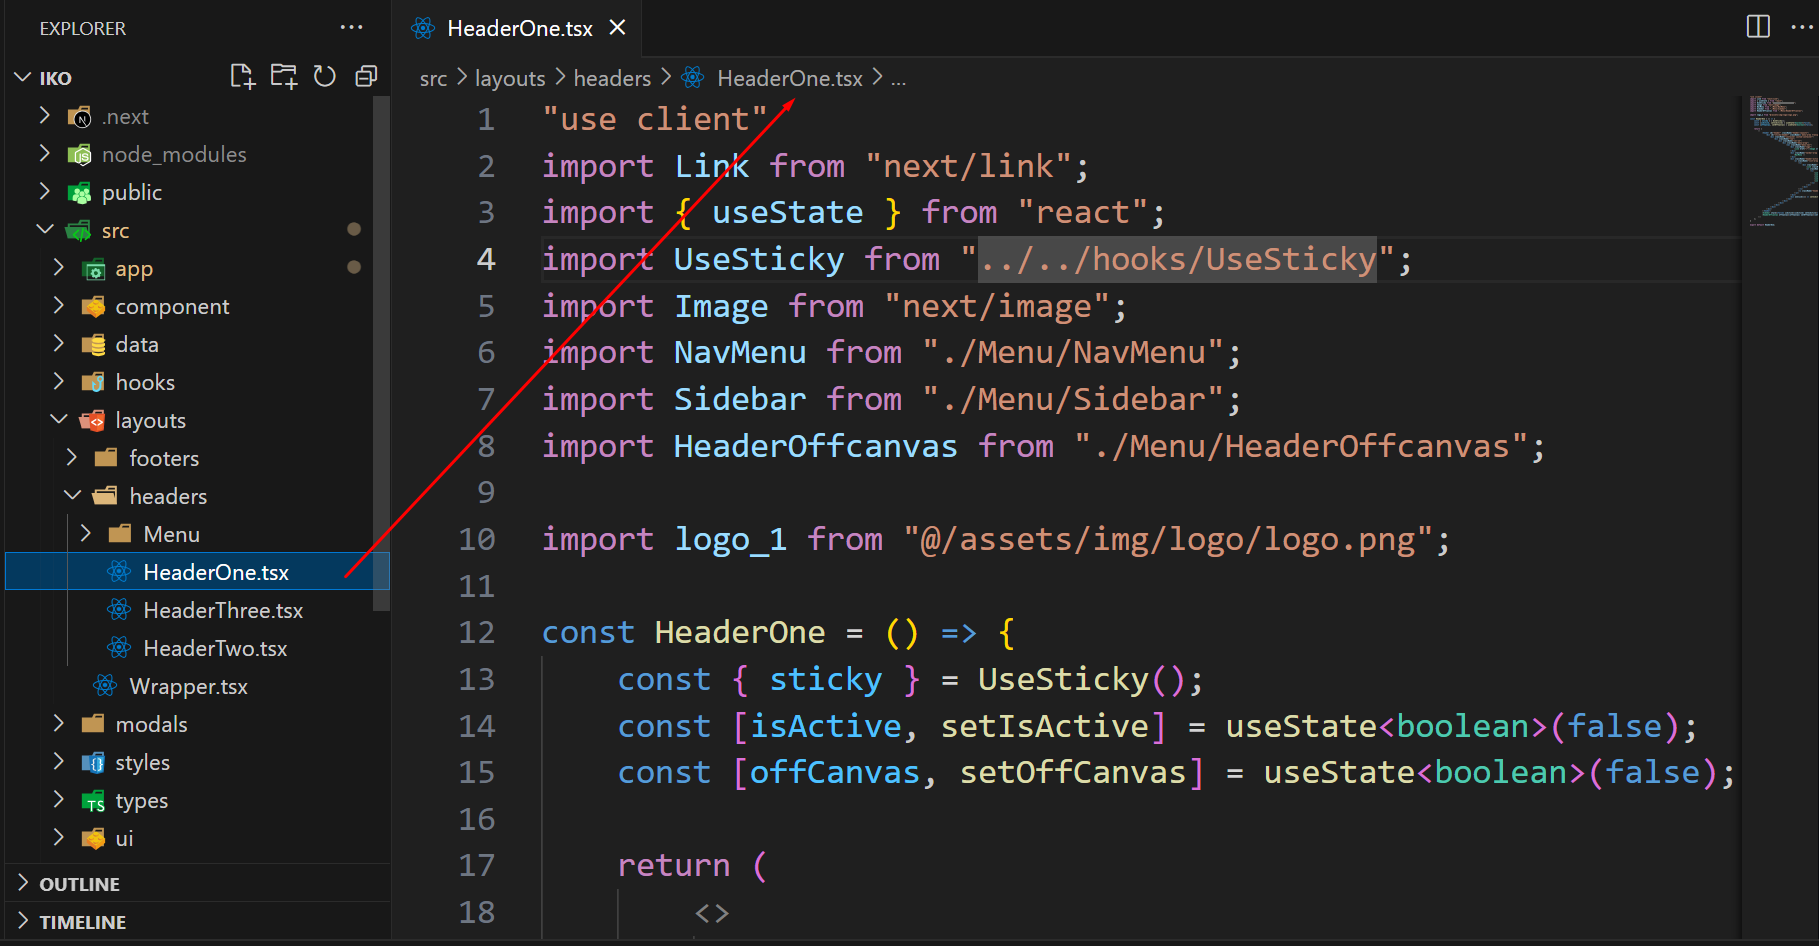 EXPLORER
IKO
.next
node_modules
public
src
app
component
data
hooks
layouts
footers
headers
Menu
HeaderOne.tsx
HeaderThree.tsx
HeaderTwo.tsx
Wrapper.tsx
modals
styles
types
ui
OUTLINE
TIMELINE
HeaderOne.tsx
src > layouts > headers > HeaderOne.tsx > ...
1 "use client"
2 import Link from "next/link";
3 import { useState } from "react";
4 import UseSticky from "../../hooks/UseSticky";
5 import Image from "next/image";
6 import NavMenu from "./Menu/NavMenu";
7 import Sidebar from "./Menu/Sidebar";
8 import HeaderOffcanvas from "./Menu/HeaderOffcanvas";
9
10 import logo_1 from "@/assets/img/logo/logo.png";
11
12 const HeaderOne = () => {
13 const { sticky } = UseSticky();
14 const [isActive, setIsActive] = useState<boolean>(false);
15 const [offCanvas, setOffCanvas] = useState<boolean>(false);
16
17 return (
18 <>